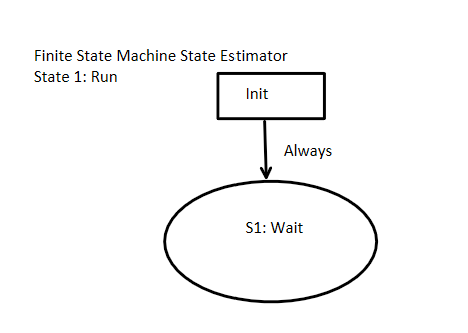 Finite State Machine State Estimator
State 1: Run
Init
Always
S1: Wait